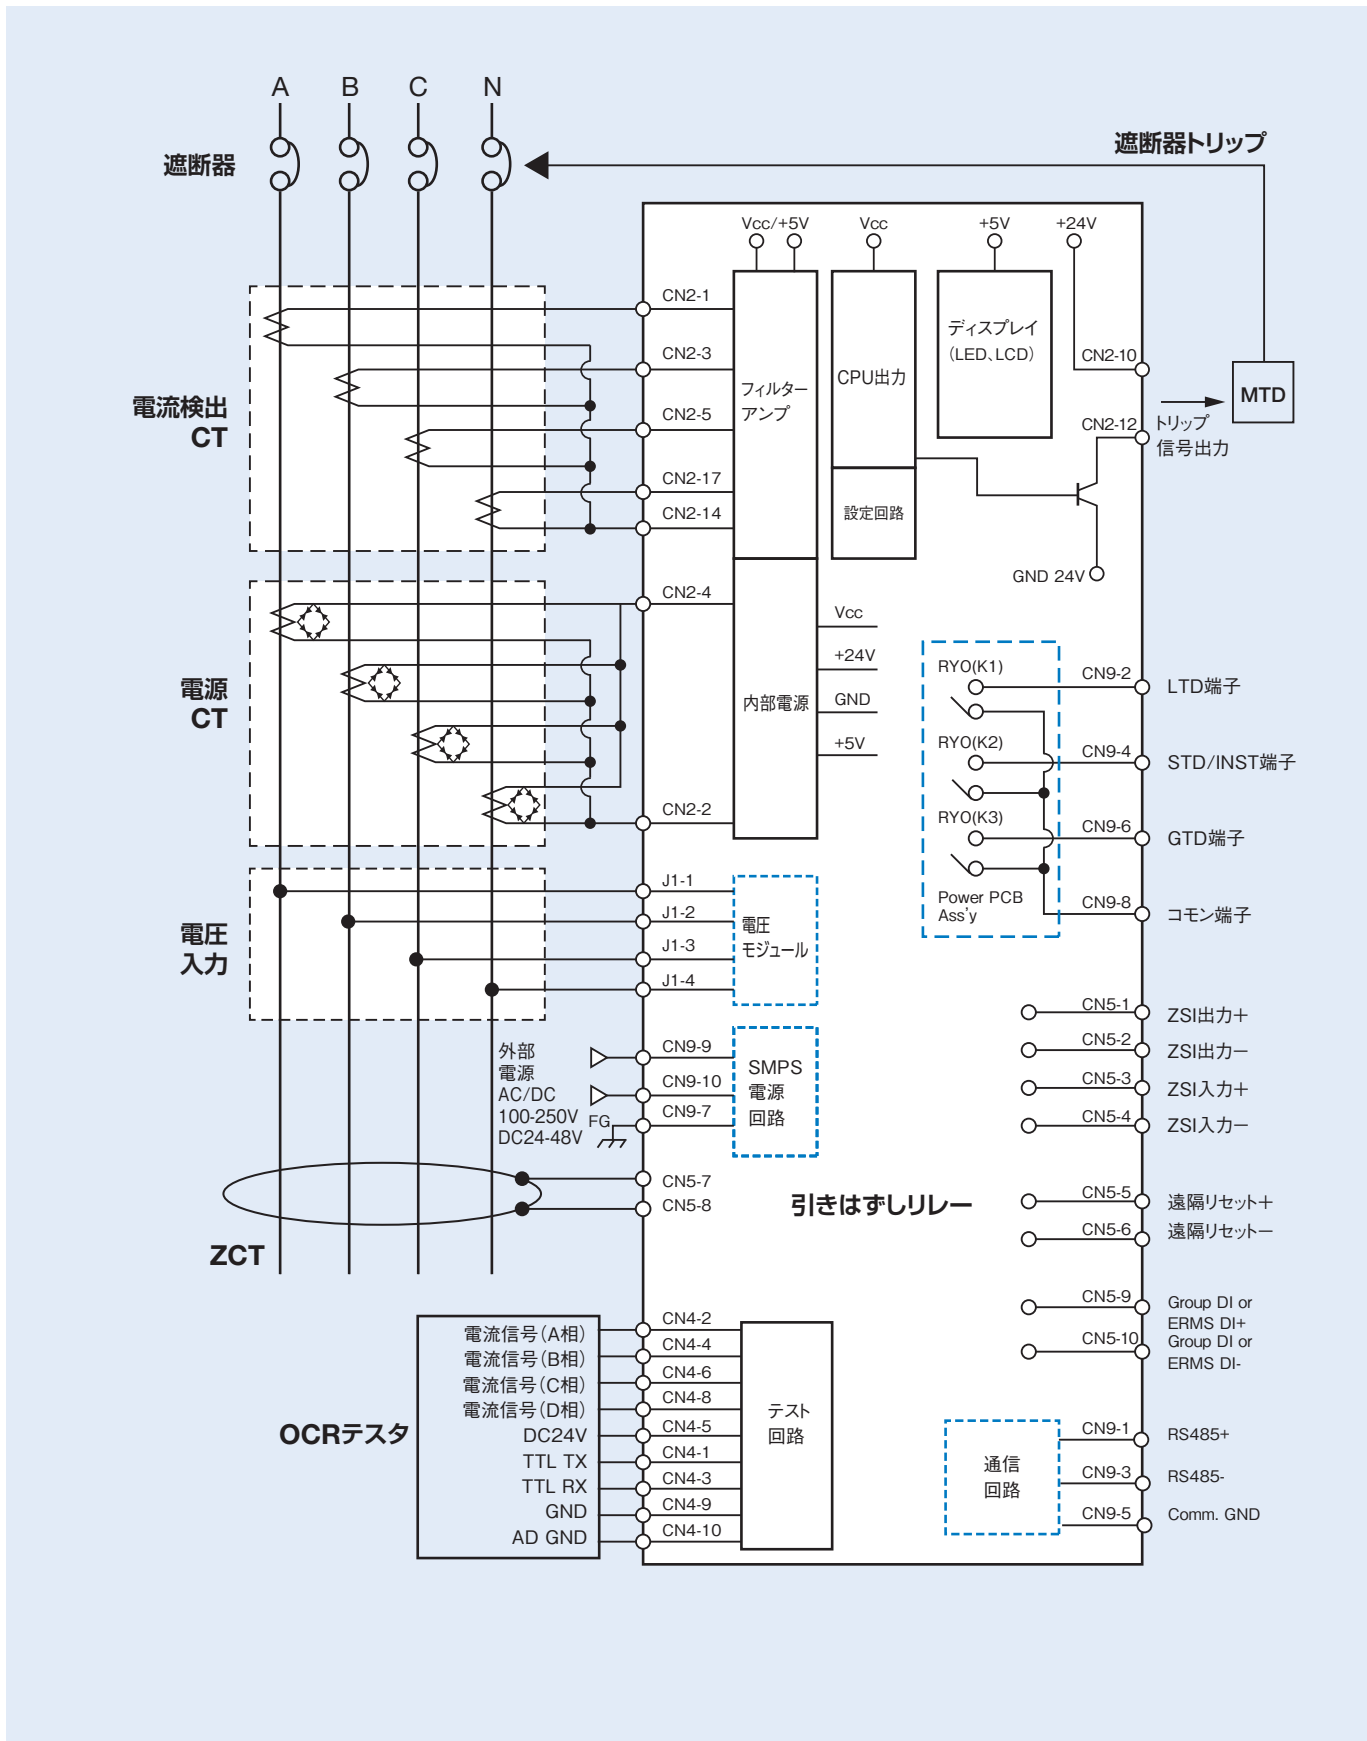 A
B
C
N
遮断器
遮断器トリップ
Vcc/+5V
Vcc
+5V
+24V
電流検出
CT
CN2-1
CN2-3
CN2-5
CN2-17
CN2-14
フィルター
アンプ
CPU出力
設定回路
ディスプレイ
(LED、LCD)
CN2-10
CN2-12
トリップ
信号出力
MTD
GND 24V
電源
CT
CN2-4
CN2-2
内部電源
Vcc
+24V
GND
+5V
RYO(K1)
RYO(K2)
RYO(K3)
Power PCB
Ass'y
CN9-2
LTD端子
CN9-4
STD/INST端子
CN9-6
GTD端子
CN9-8
コモン端子
電圧
入力
J1-1
J1-2
J1-3
J1-4
電圧
モジュール
外部
電源
AC/DC
100-250V
DC24-48V
FG
CN9-9
CN9-10
CN9-7
SMPS
電源
回路
CN5-1
ZSI出力+
CN5-2
ZSI出力−
CN5-3
ZSI入力+
CN5-4
ZSI入力−
ZCT
CN5-7
CN5-8
引きはずしリレー
CN5-5
遠隔リセット+
CN5-6
遠隔リセット−
CN5-9
Group DI or
ERMS DI+
CN5-10
Group DI or
ERMS DI-
OCRテスタ
電流信号(A相)
電流信号(B相)
電流信号(C相)
電流信号(D相)
DC24V
TTL TX
TTL RX
GND
AD GND
CN4-2
CN4-4
CN4-6
CN4-8
CN4-5
CN4-1
CN4-3
CN4-9
CN4-10
テスト
回路
通信
回路
CN9-1
RS485+
CN9-3
RS485-
CN9-5
Comm. GND